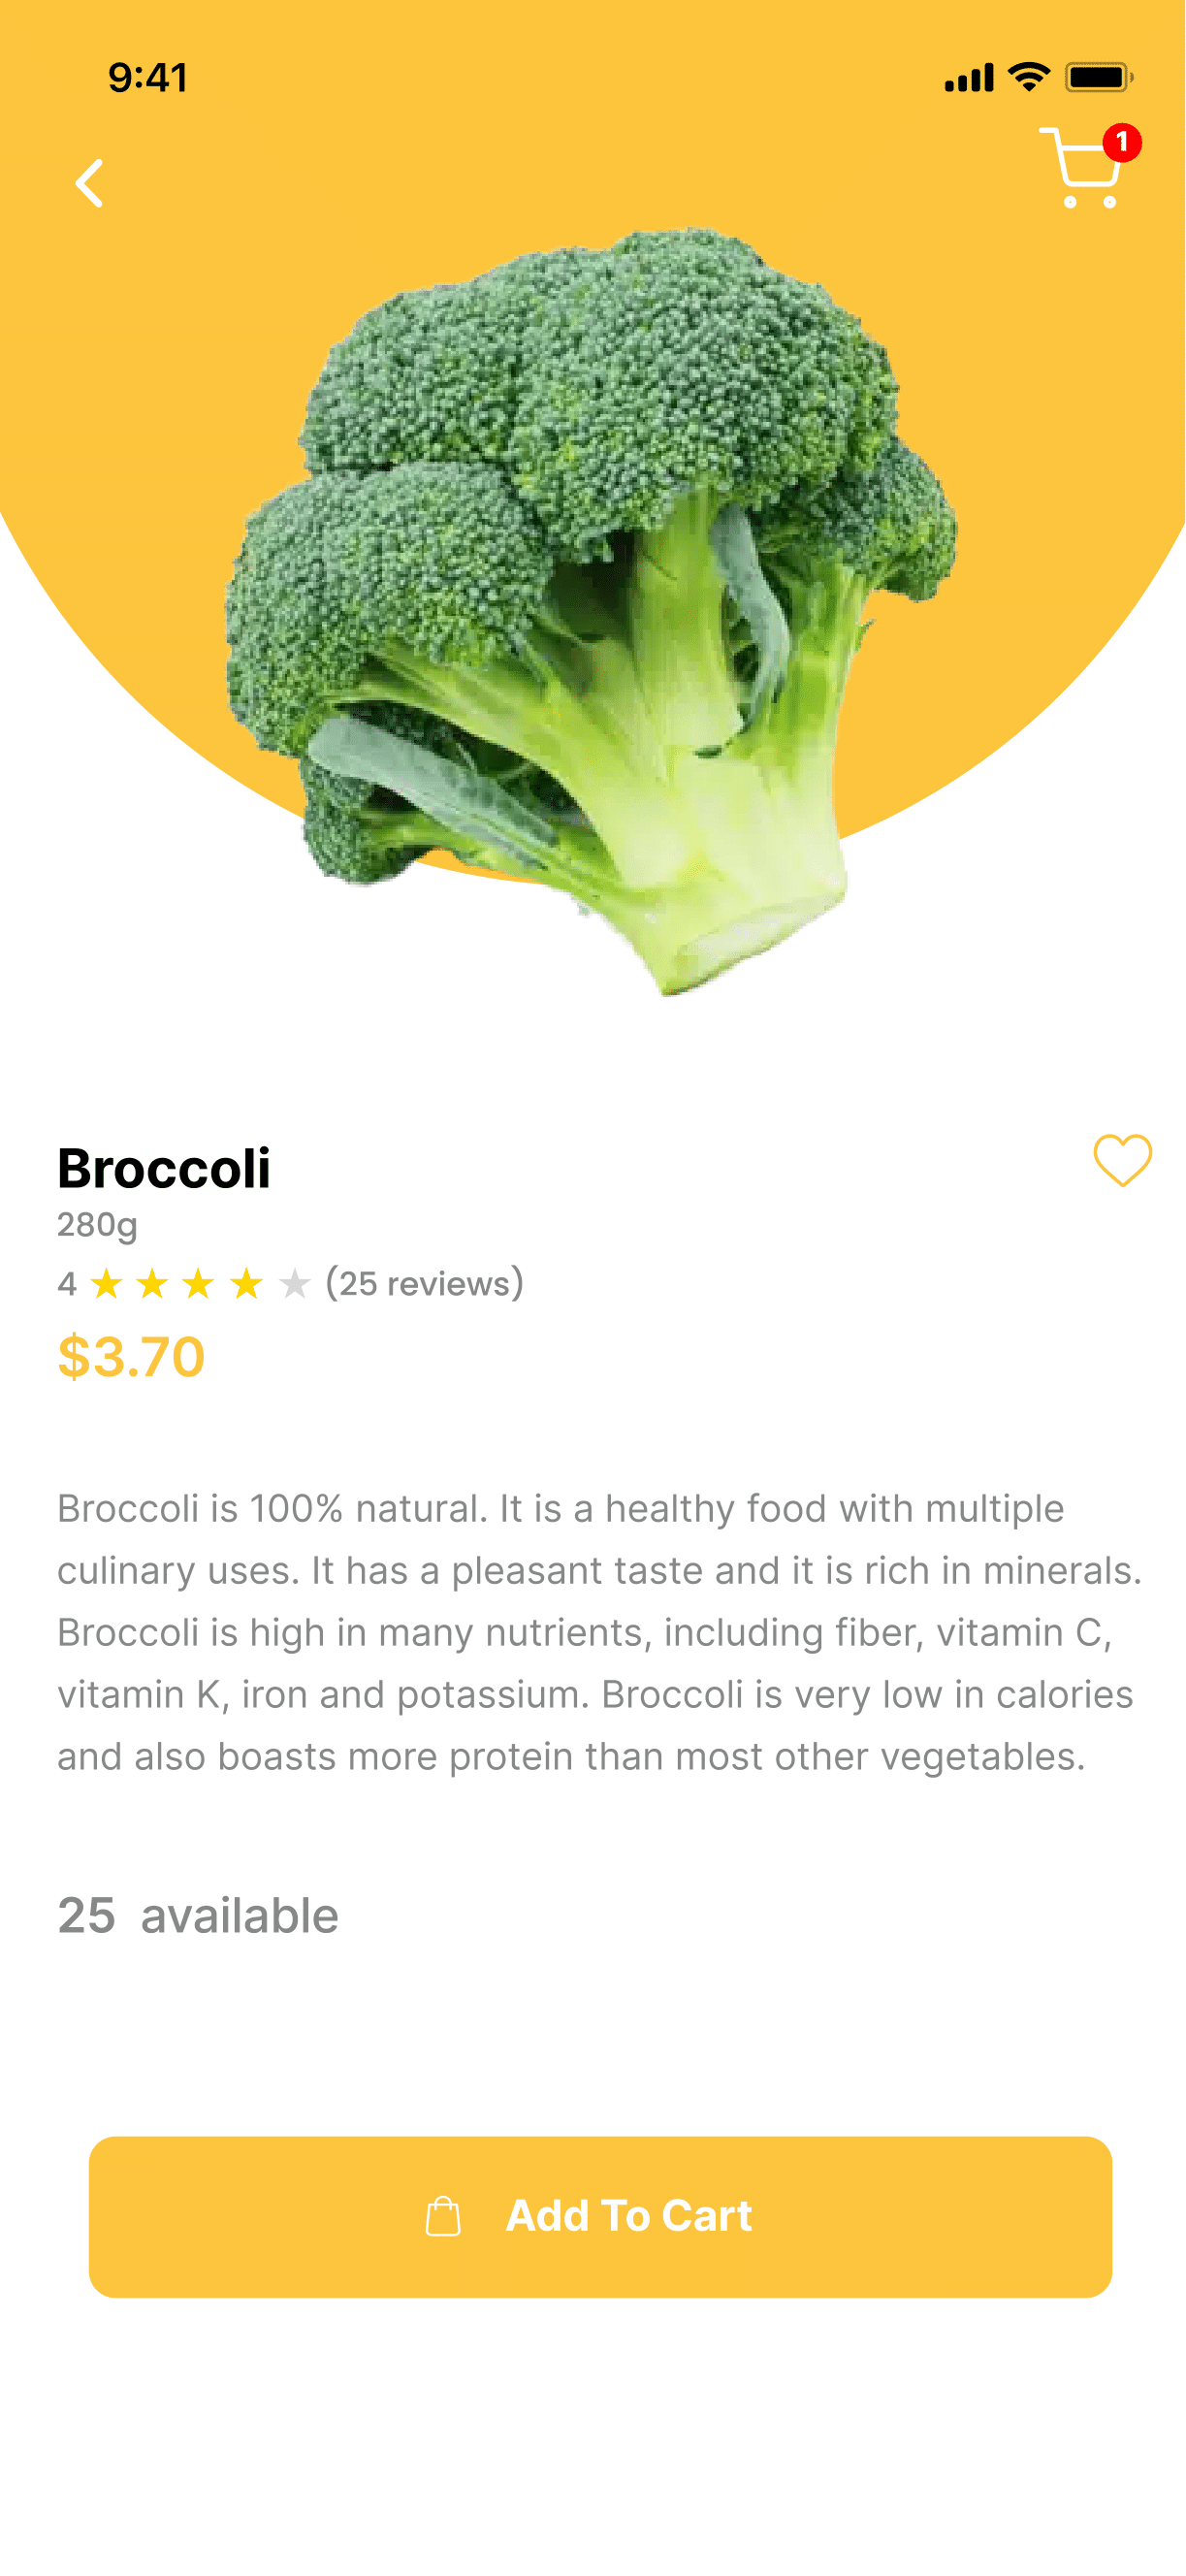 9:41
1
Broccoli
280g
4 (25 reviews)
$3.70
Broccoli is 100% natural. It is a healthy food with multiple
culinary uses. It has a pleasant taste and it is rich in minerals.
Broccoli is high in many nutrients, including fiber, vitamin C,
vitamin K, iron and potassium. Broccoli is very low in calories
and also boasts more protein than most other vegetables.
25 available
Add To Cart